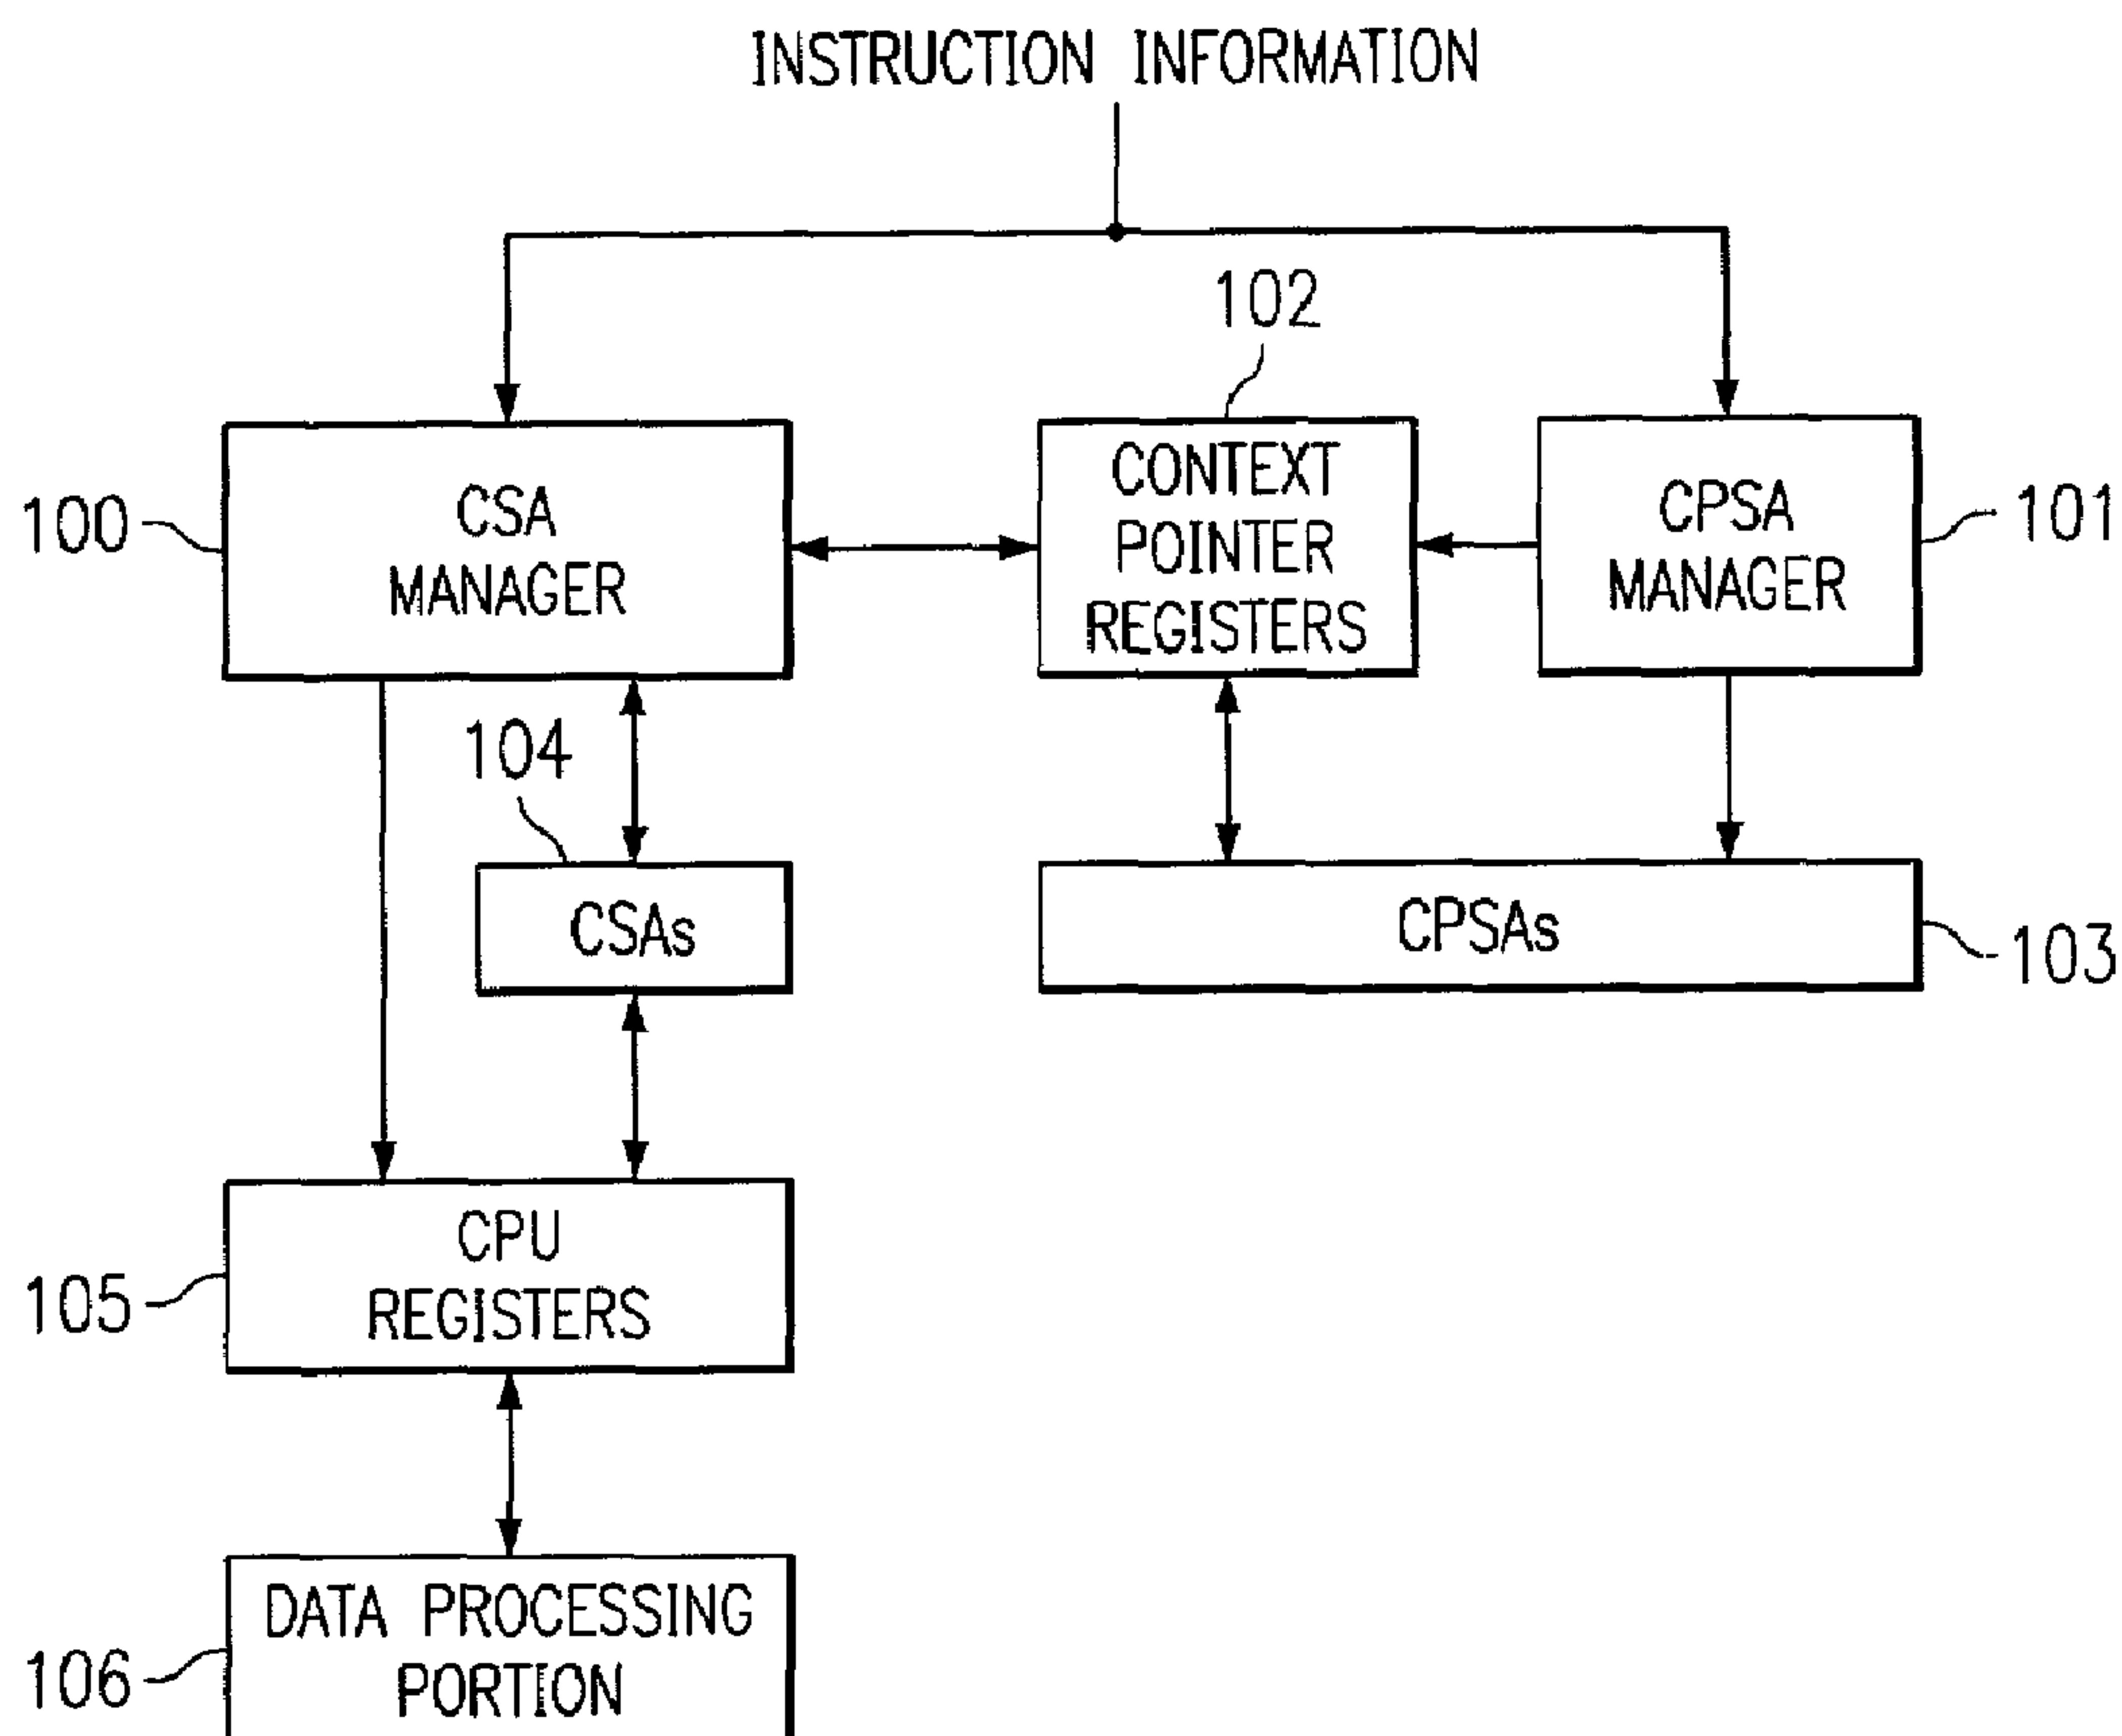 INSTRUCTION INFORMATION
102
100
CSA
MANAGER
CONTEXT
POINTER
REGISTERS
CPSA
MANAGER
101
104
CSAs
CPSAs
103
105
CPU
REGISTERS
106
DATA PROCESSING
PORTION